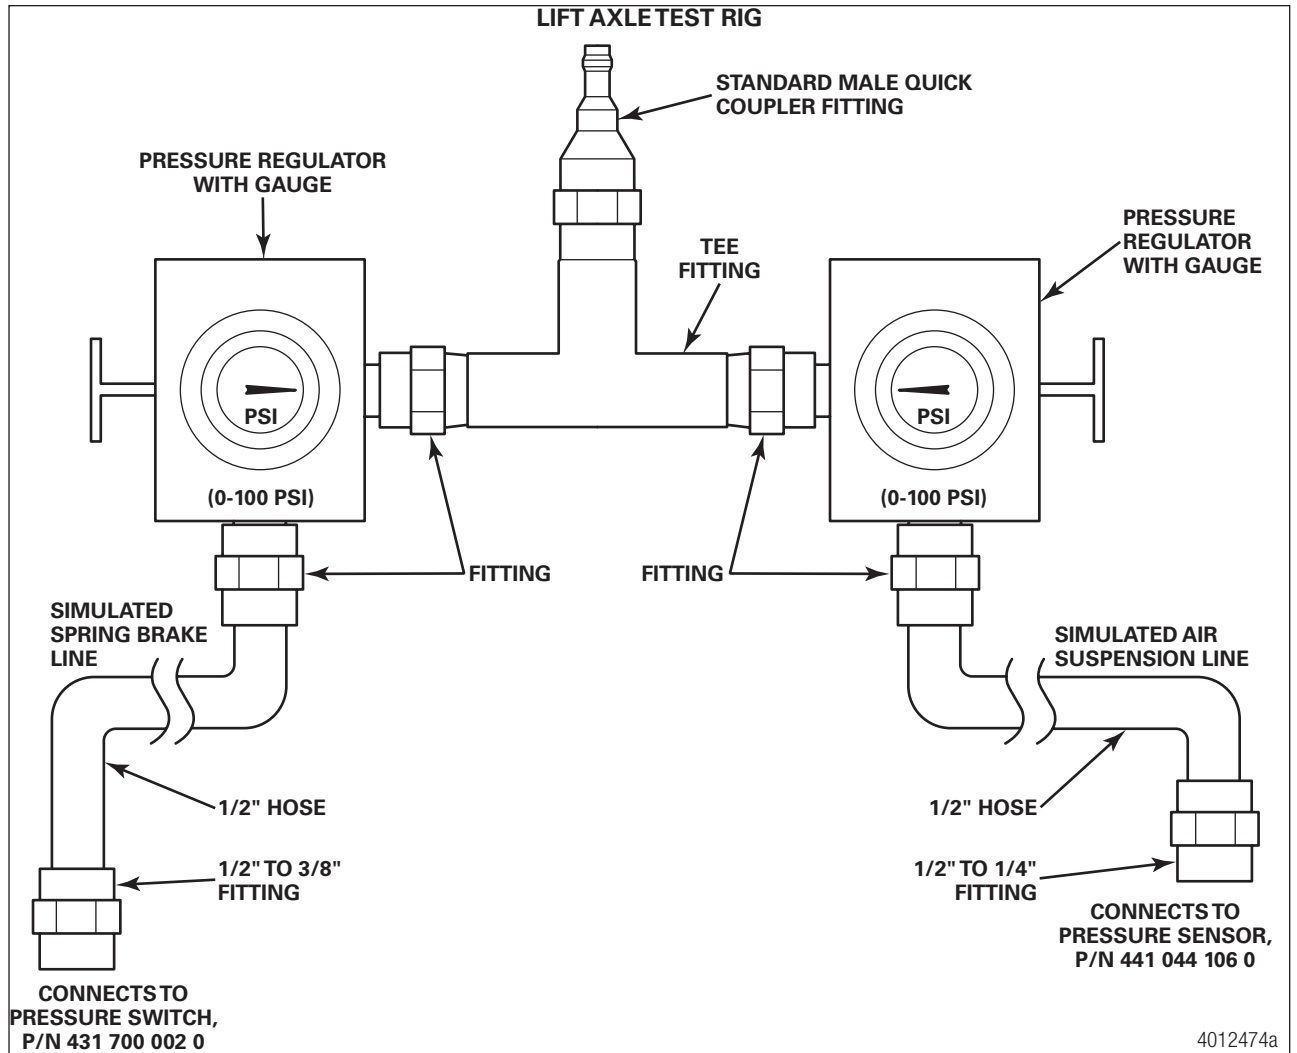 LIFT AXLE TEST RIG
STANDARD MALE QUICK
COUPLER FITTING
PRESSURE REGULATOR
WITH GAUGE
PRESSURE
REGULATOR
WITH GAUGE
TEE
FITTING
PSI
PSI
(0-100 PSI)
(0-100 PSI)
FITTING
FITTING
SIMULATED
SPRING BRAKE
LINE
SIMULATED AIR
SUSPENSION LINE
1/2" HOSE
1/2" HOSE
1/2" TO 3/8"
FITTING
1/2" TO 1/4"
FITTING
CONNECTS TO
PRESSURE SENSOR,
P/N 441 044 106 0
CONNECTS TO
PRESSURE SWITCH,
P/N 431 700 002 0
4012474a